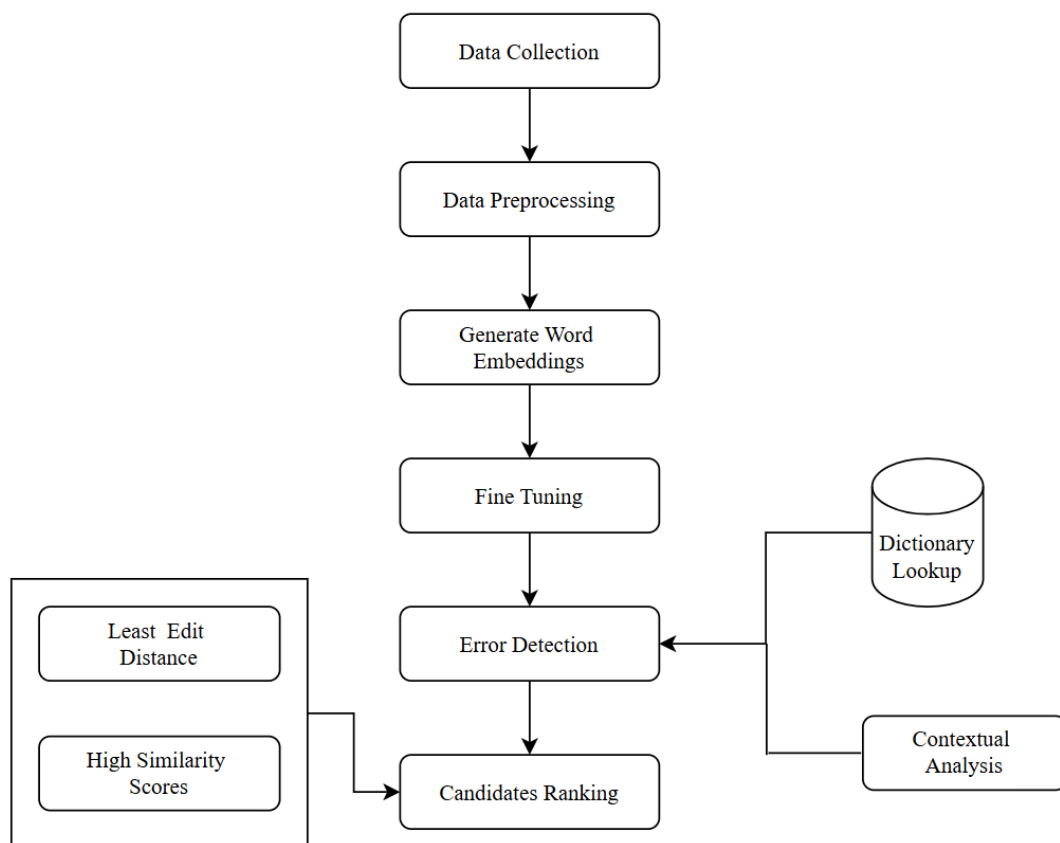 Data Collection
Data Preprocessing
Generate Word
Embeddings
Fine Tuning
Dictionary
Lookup
Least Edit
Distance
Error Detection
High Similarity
Scores
Candidates Ranking
Contextual
Analysis